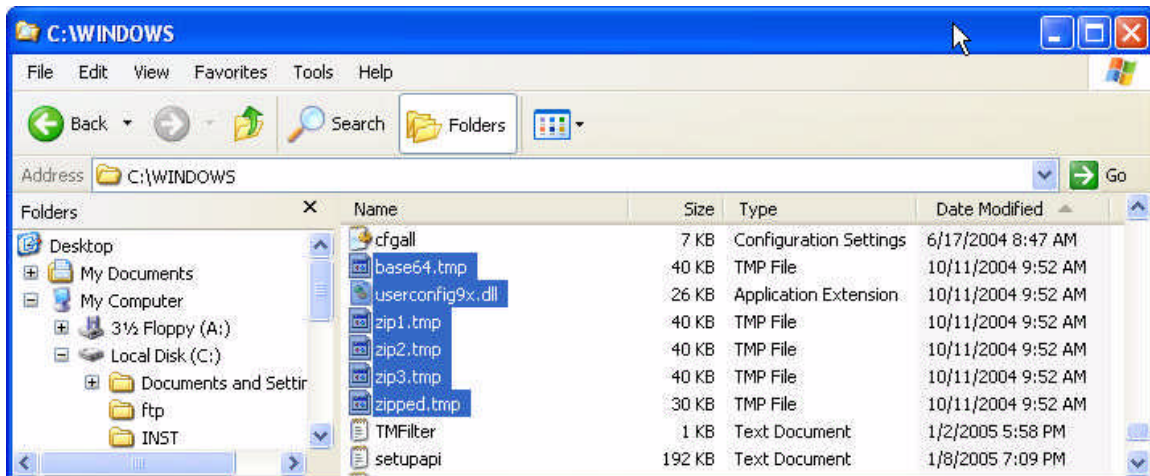 C:\WINDOWS
File Edit View Favorites Tools Help
Back Search Folders
Address C:\WINDOWS Go
Folders Name Size Type Date Modified
Desktop
My Documents
My Computer
3½ Floppy (A:)
Local Disk (C:)
Documents and Settin
ftp
INST
cfgall 7 KB Configuration Settings 6/17/2004 8:47 AM
base64.tmp 40 KB TMP File 10/11/2004 9:52 AM
userconfig9x.dll 26 KB Application Extension 10/11/2004 9:52 AM
zip1.tmp 40 KB TMP File 10/11/2004 9:52 AM
zip2.tmp 40 KB TMP File 10/11/2004 9:52 AM
zip3.tmp 40 KB TMP File 10/11/2004 9:52 AM
zipped.tmp 30 KB TMP File 10/11/2004 9:52 AM
TMFilter 1 KB Text Document 1/2/2005 5:58 PM
setupapi 192 KB Text Document 1/8/2005 7:09 PM